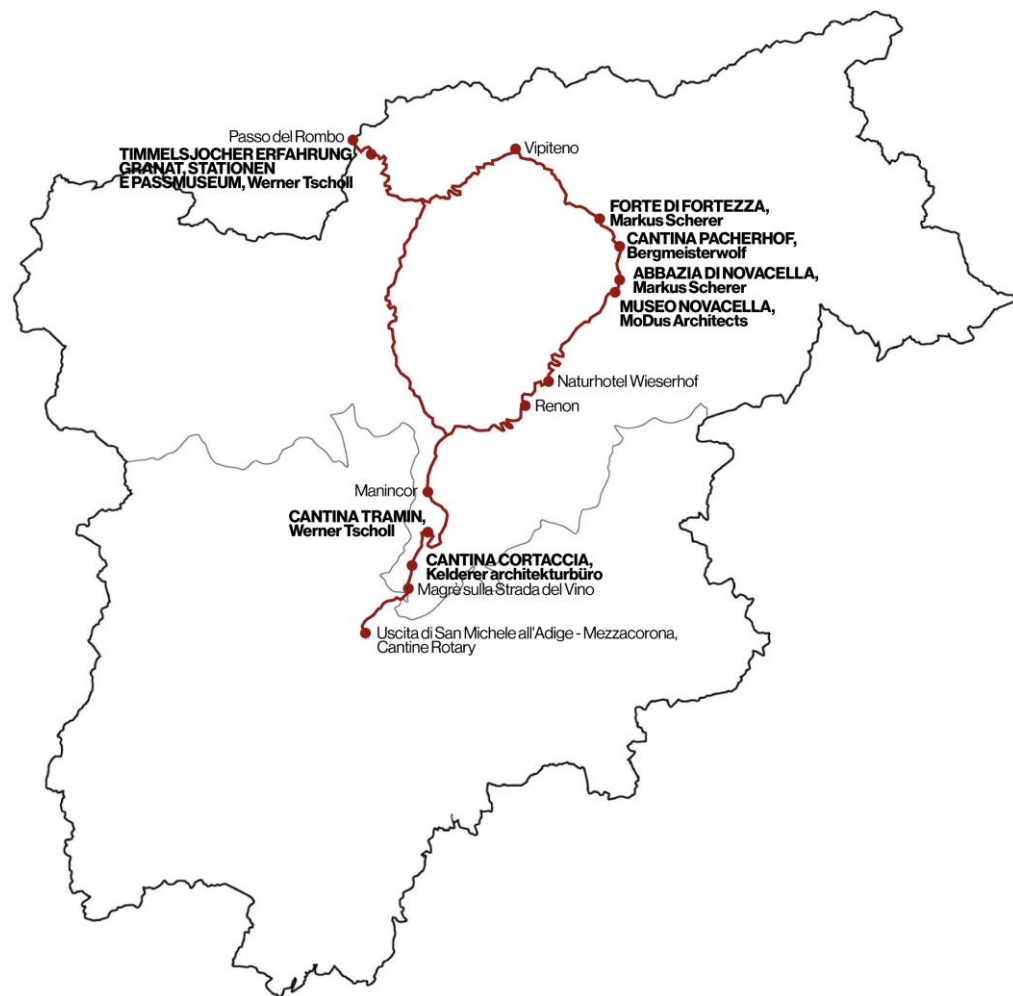 Passo del Rombo
TIMMELSJOCHER ERFAHRUNG
GRANAT, STATIONEN
E PASSMUSEUM, Werner Tscholl
Vipiteno
FORTE DI FORTEZZA,
Markus Scherer
CANTINA PACHERHOF,
Bergmeisterwolf
ABBAZIA DI NOVACELLA,
Markus Scherer
MUSEO NOVACELLA,
MoDus Architects
Naturhotel Wieserhof
Renon
Manincor
CANTINA TRAMIN,
Werner Tscholl
CANTINA CORTACCIA,
Kelderer architekturbüro
Magrè sulla Strada del Vino
Uscita di San Michele all'Adige - Mezzacorona,
Cantine Rotary